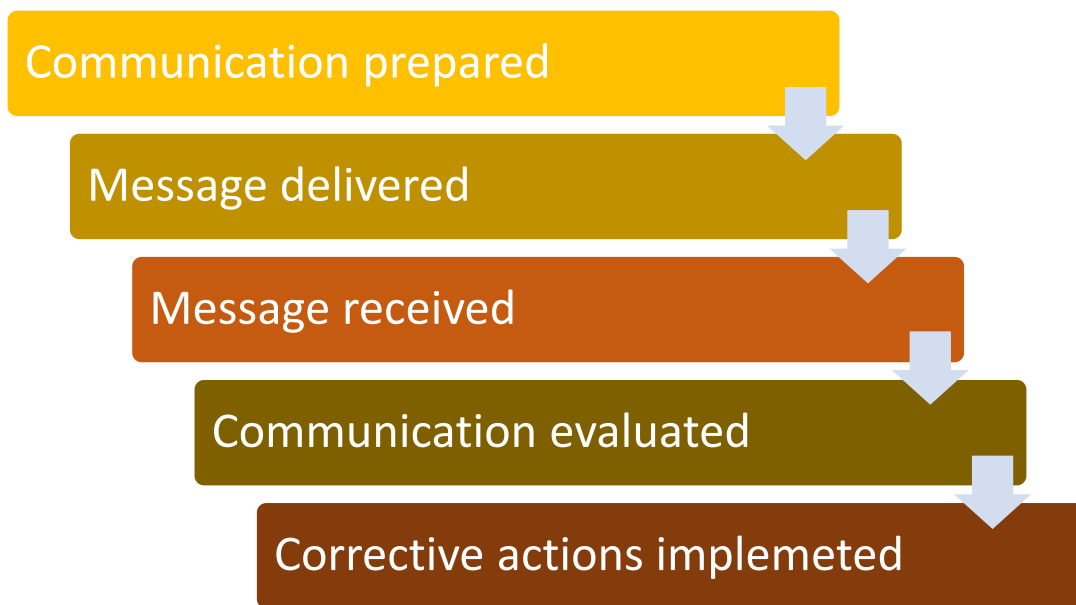 Communication prepared
Message delivered
Message received
Communication evaluated
Corrective actions implemeted